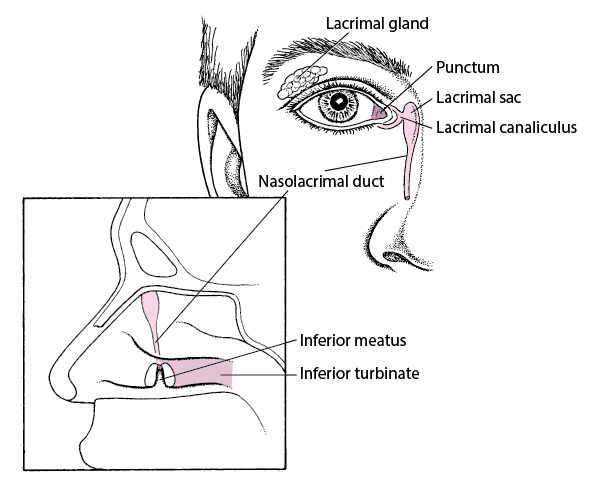 Lacrimal gland
Punctum
Lacrimal sac
Lacrimal canaliculus
Nasolacrimal duct
Inferior meatus
Inferior turbinate